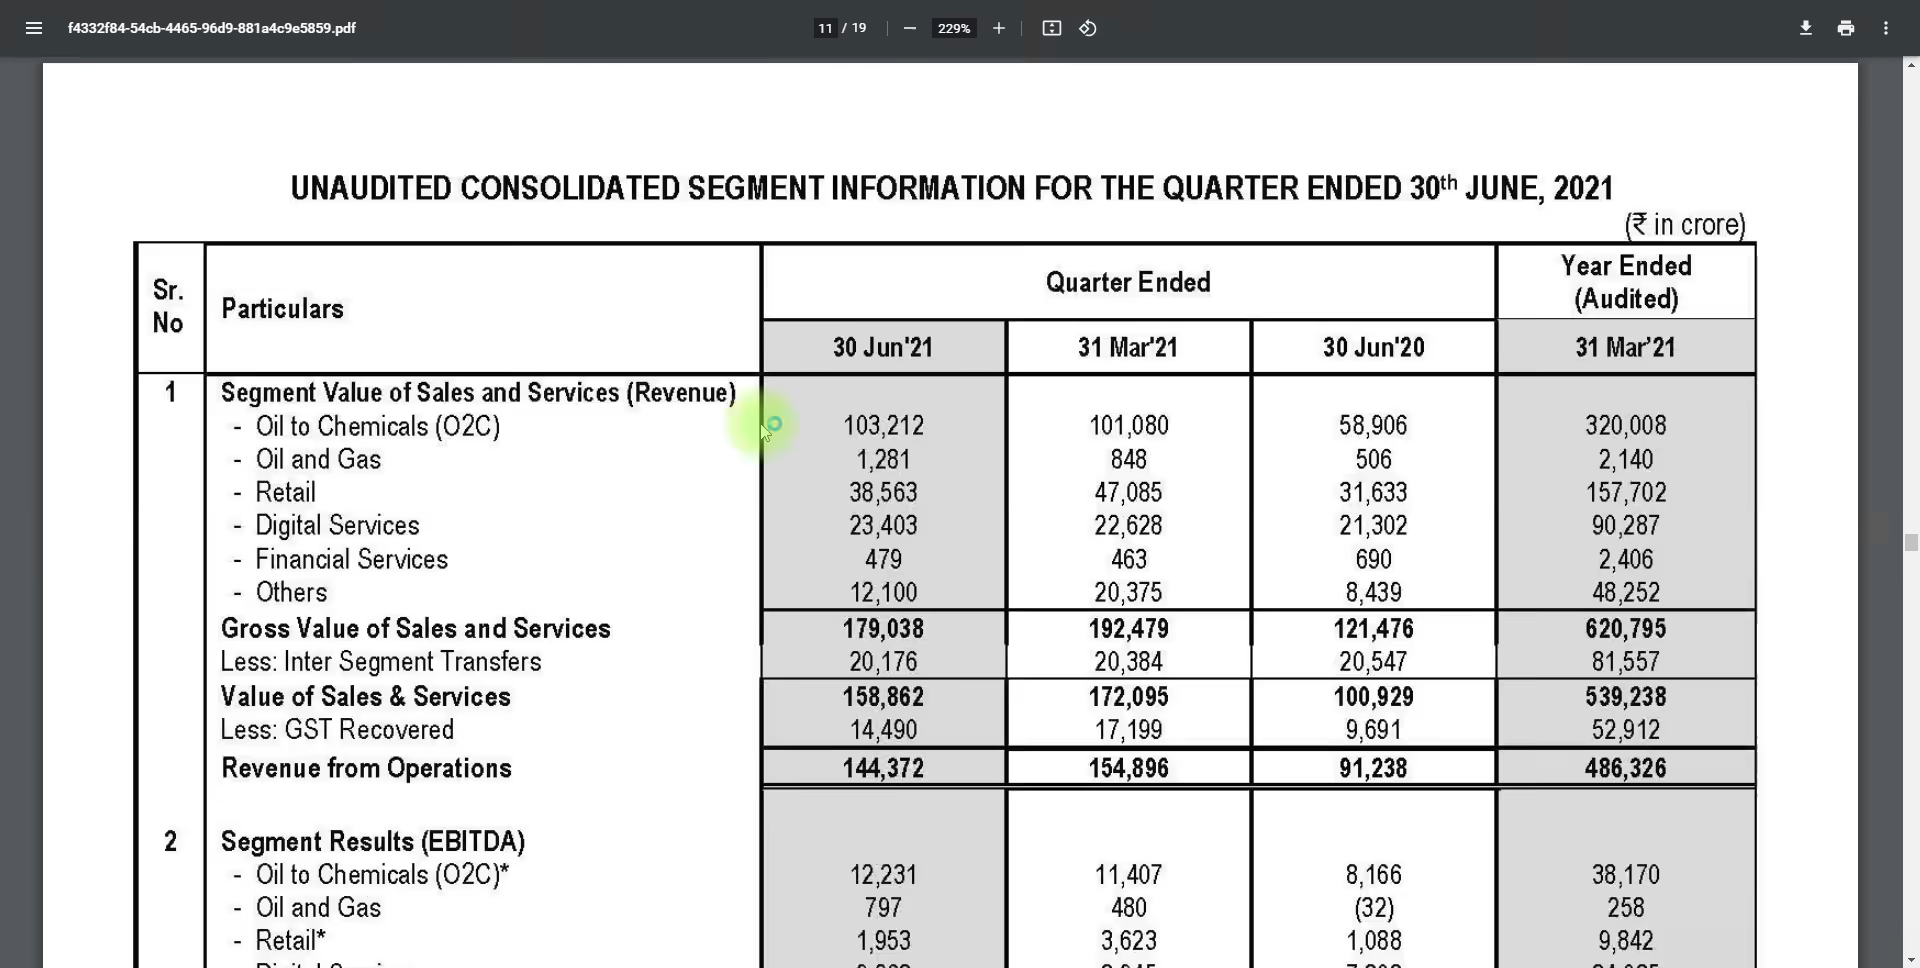 f4332f84-54cb-4465-96d9-881a4c9e5859.pdf 11 / 19 229%
UNAUDITED CONSOLIDATED SEGMENT INFORMATION FOR THE QUARTER ENDED 30th JUNE, 2021
(₹ in crore)
Sr. No Particulars Quarter Ended Year Ended (Audited)
30 Jun'21 31 Mar'21 30 Jun'20 31 Mar'21
1 Segment Value of Sales and Services (Revenue)
- Oil to Chemicals (O2C) 103,212 101,080 58,906 320,008
- Oil and Gas 1,281 848 506 2,140
- Retail 38,563 47,085 31,633 157,702
- Digital Services 23,403 22,628 21,302 90,287
- Financial Services 479 463 690 2,406
- Others 12,100 20,375 8,439 48,252
Gross Value of Sales and Services 179,038 192,479 121,476 620,795
Less: Inter Segment Transfers 20,176 20,384 20,547 81,557
Value of Sales & Services 158,862 172,095 100,929 539,238
Less: GST Recovered 14,490 17,199 9,691 52,912
Revenue from Operations 144,372 154,896 91,238 486,326
2 Segment Results (EBITDA)
- Oil to Chemicals (O2C)* 12,231 11,407 8,166 38,170
- Oil and Gas 797 480 (32) 258
- Retail* 1,953 3,623 1,088 9,842